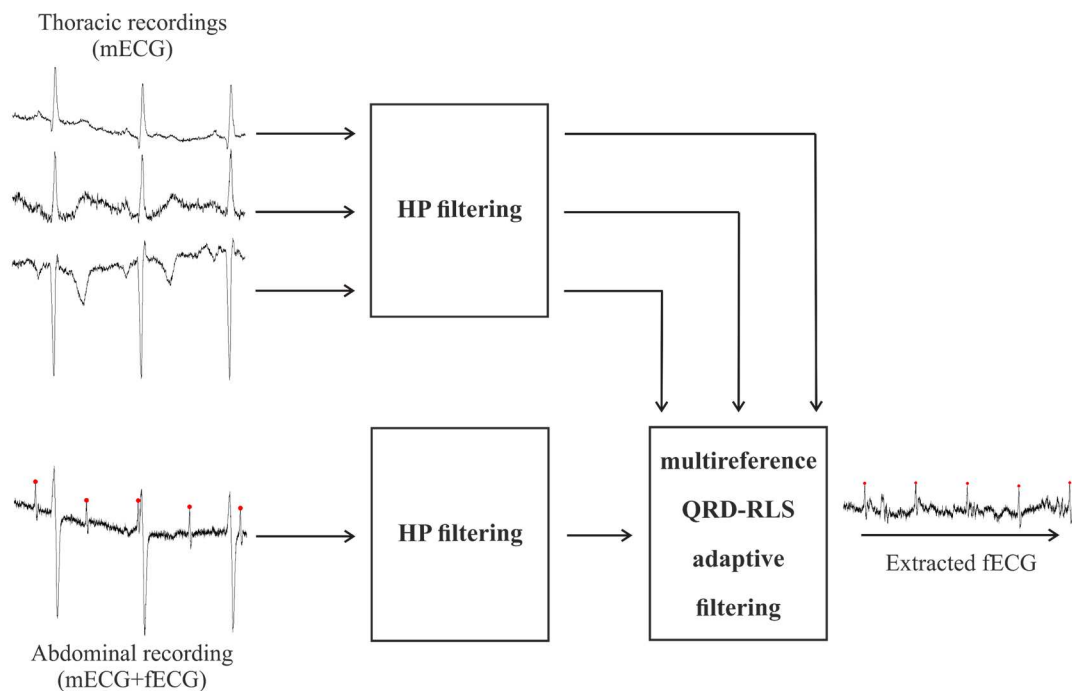 Thoracic recordings
(mECG)
HP filtering
HP filtering
multireference
QRD-RLS
adaptive
filtering
Extracted fECG
Abdominal recording
(mECG+fECG)